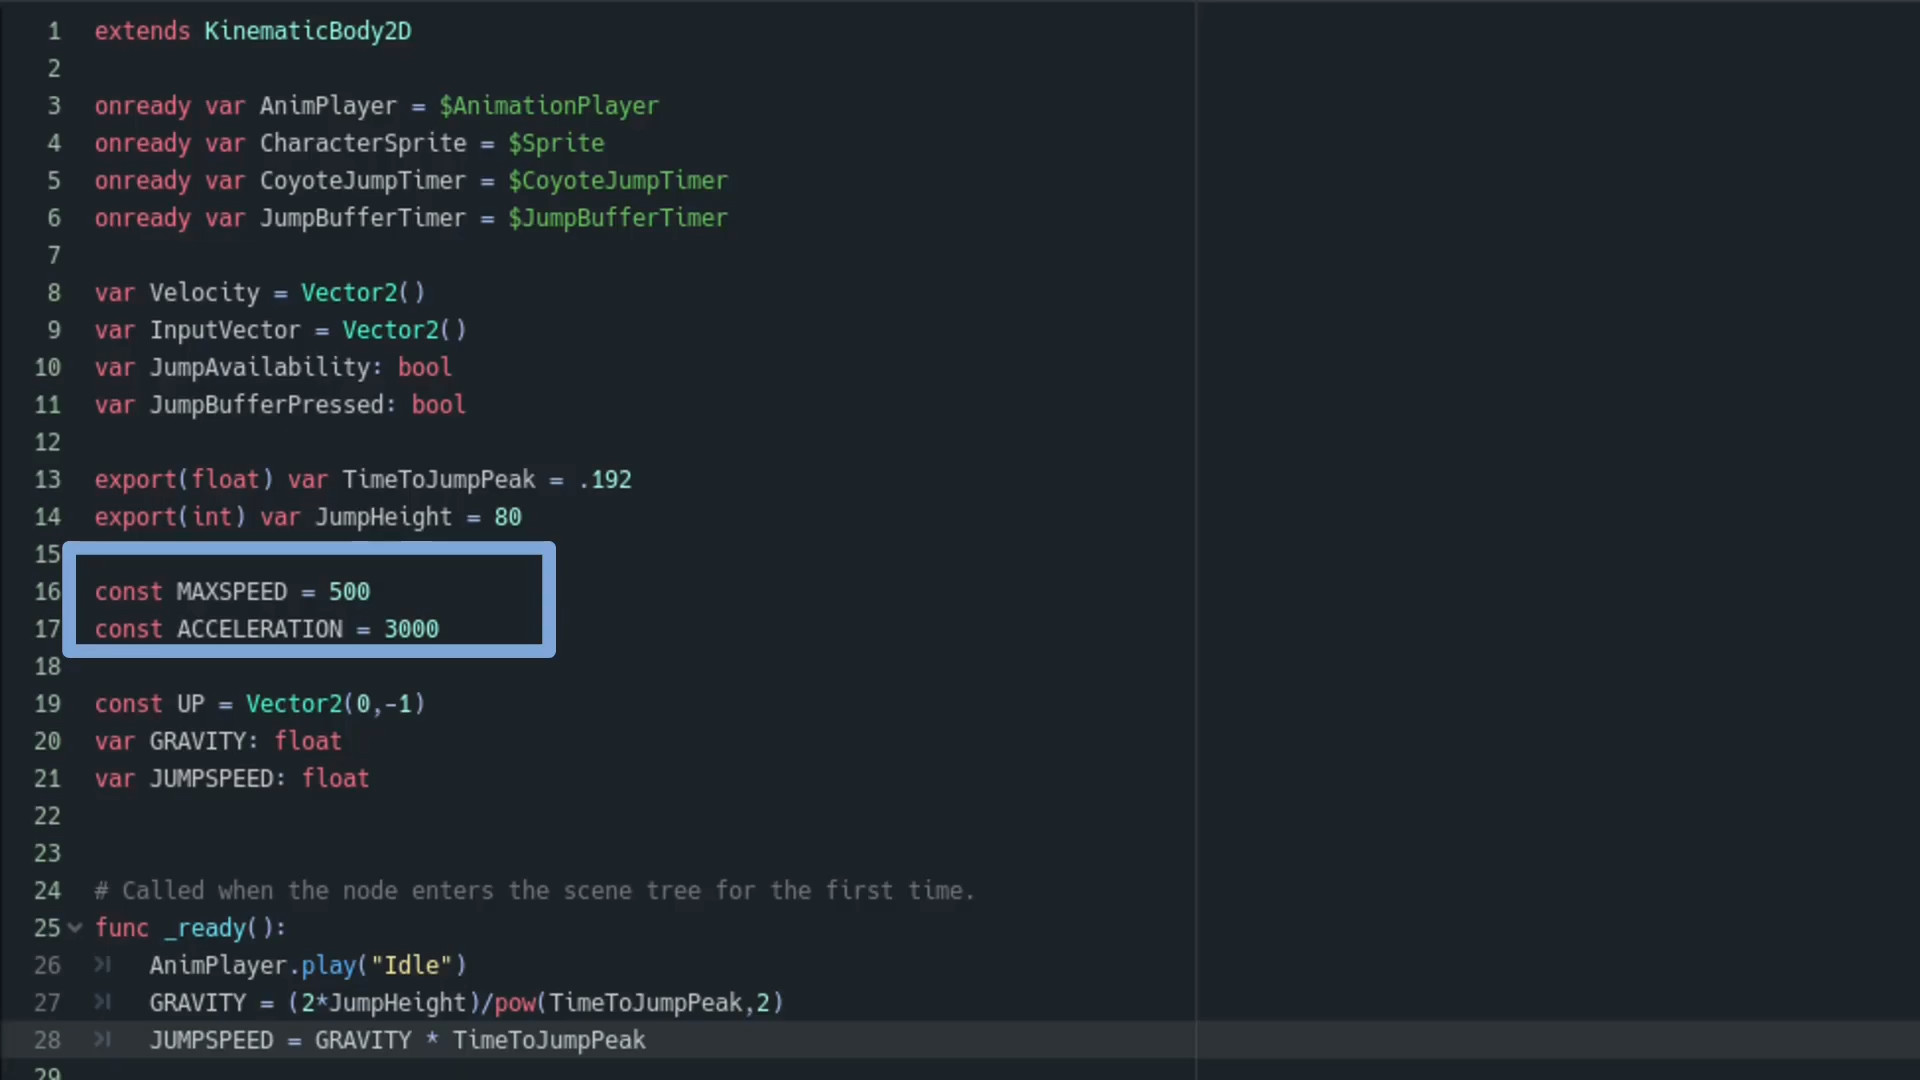 1 extends KinematicBody2D
2
3 onready var AnimPlayer = $AnimationPlayer
4 onready var CharacterSprite = $Sprite
5 onready var CoyoteJumpTimer = $CoyoteJumpTimer
6 onready var JumpBufferTimer = $JumpBufferTimer
7
8 var Velocity = Vector2()
9 var InputVector = Vector2()
10 var JumpAvailability: bool
11 var JumpBufferPressed: bool
12
13 export(float) var TimeToJumpPeak = .192
14 export(int) var JumpHeight = 80
15
16 const MAXSPEED = 500
17 const ACCELERATION = 3000
18
19 const UP = Vector2(0,-1)
20 var GRAVITY: float
21 var JUMPSPEED: float
22
23
24 # Called when the node enters the scene tree for the first time.
25 func _ready():
26 AnimPlayer.play("Idle")
27 GRAVITY = (2*JumpHeight)/pow(TimeToJumpPeak,2)
28 JUMPSPEED = GRAVITY * TimeToJumpPeak
29